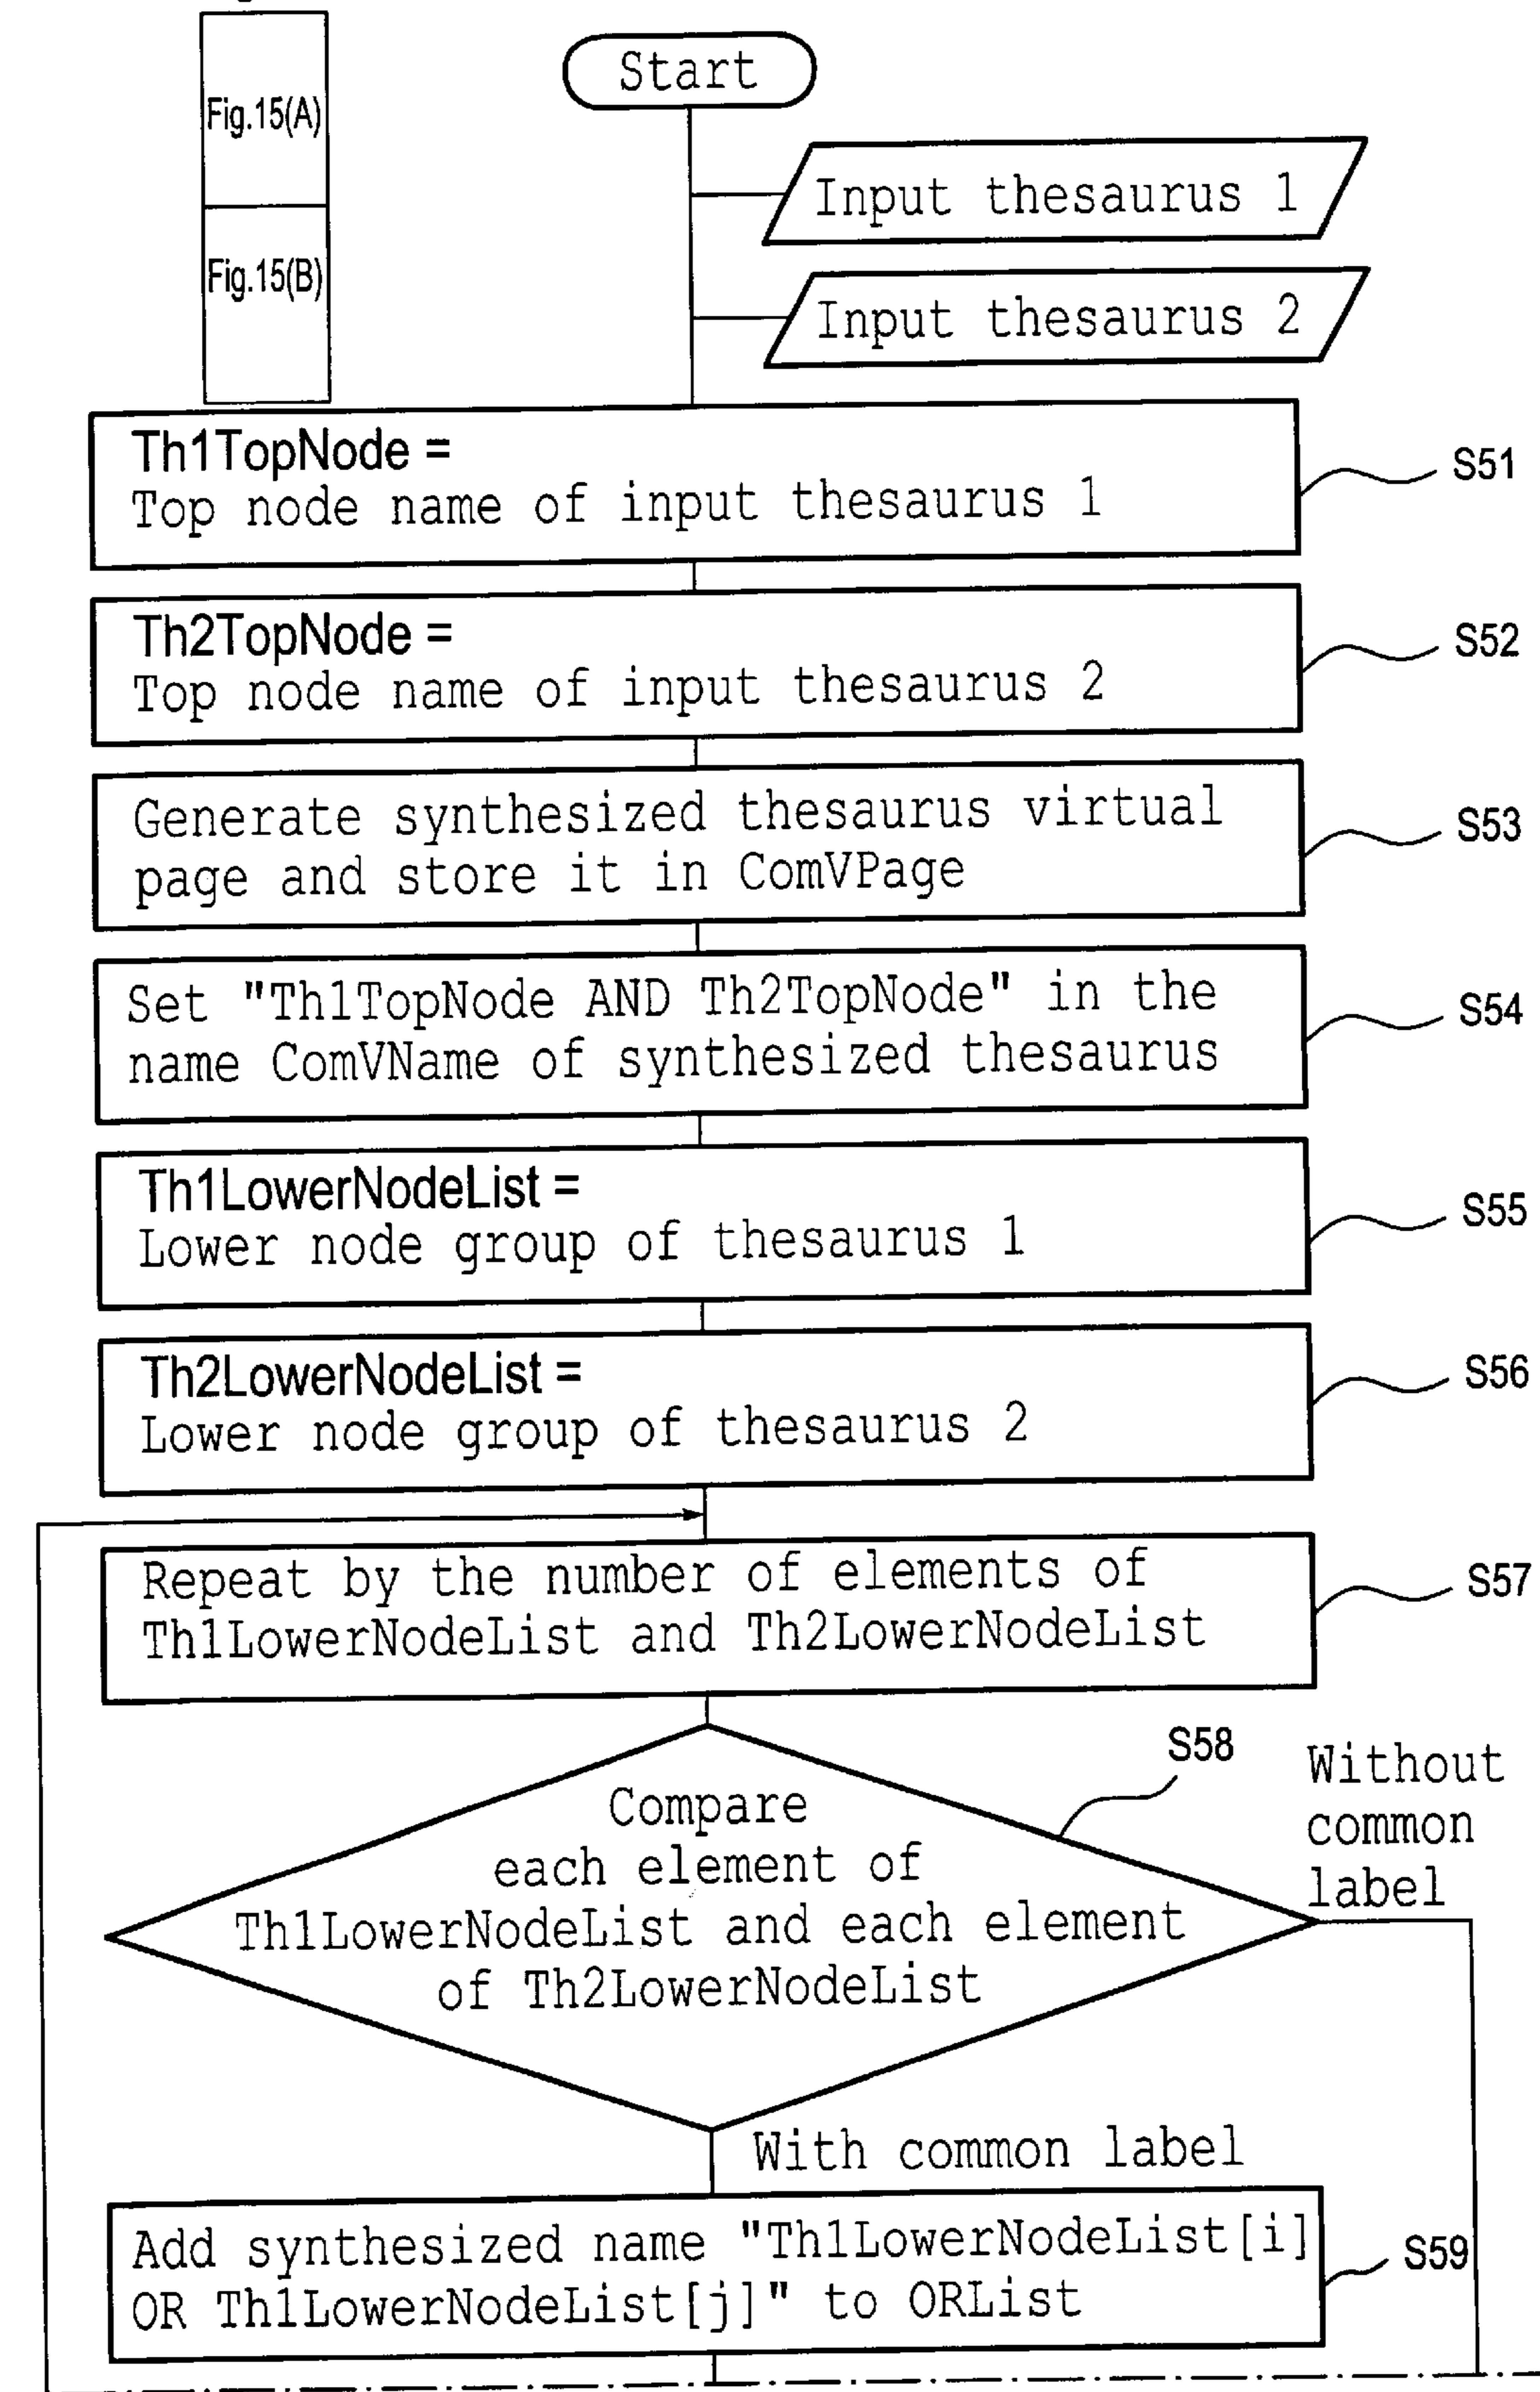 Fig.15(A)
Fig.15(B)
Start
Input thesaurus 1
Input thesaurus 2
Th1TopNode =
Top node name of input thesaurus 1
S51
Th2TopNode =
Top node name of input thesaurus 2
S52
Generate synthesized thesaurus virtual
page and store it in ComVPage
S53
Set "Th1TopNode AND Th2TopNode" in the
name ComVName of synthesized thesaurus
S54
Th1LowerNodeList =
Lower node group of thesaurus 1
S55
Th2LowerNodeList =
Lower node group of thesaurus 2
S56
Repeat by the number of elements of
Th1LowerNodeList and Th2LowerNodeList
S57
S58
Without
common
label
Compare
each element of
Th1LowerNodeList and each element
of Th2LowerNodeList
With common label
Add synthesized name "Th1LowerNodeList[i]
OR Th1LowerNodeList[j]" to ORList
S59